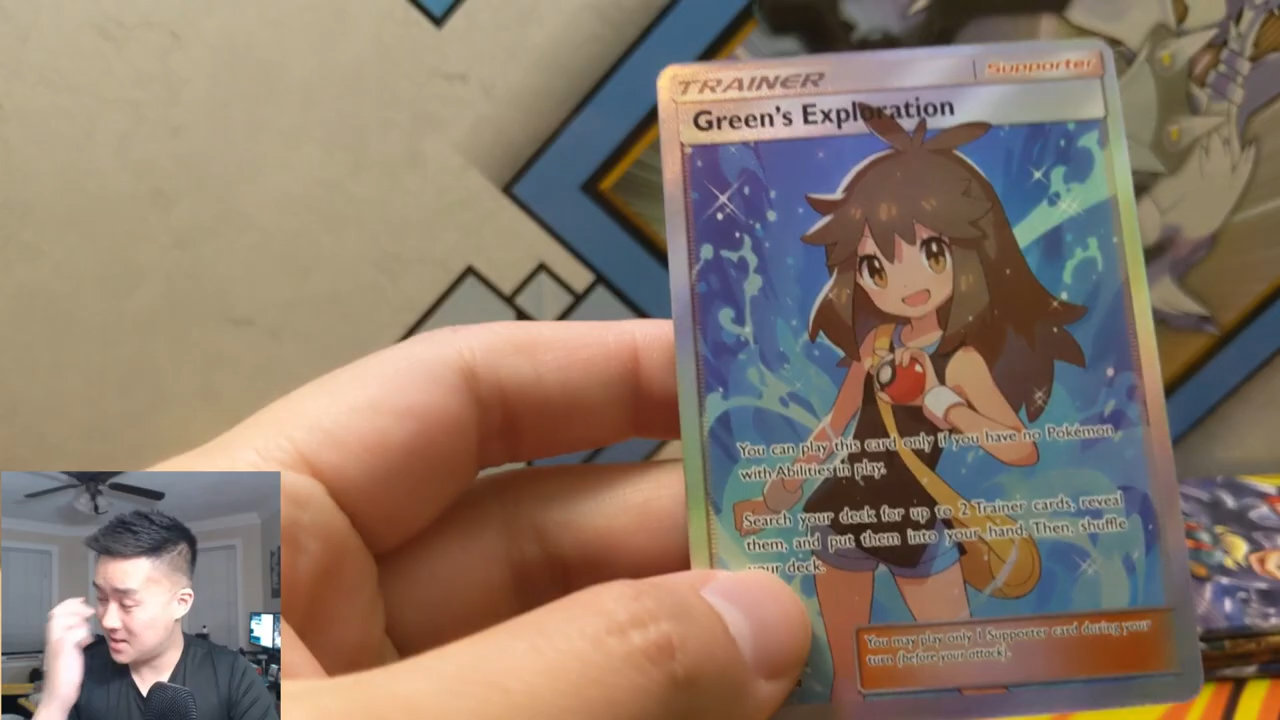 TRAINER
Supporter
Green's Exploration
You can play this card only if you have no Pokémon
with Abilities in play.
Search your deck for up to 2 Trainer cards, reveal
them, and put them into your hand. Then, shuffle
your deck.
You may play only 1 Supporter card during your
turn (before your attack).